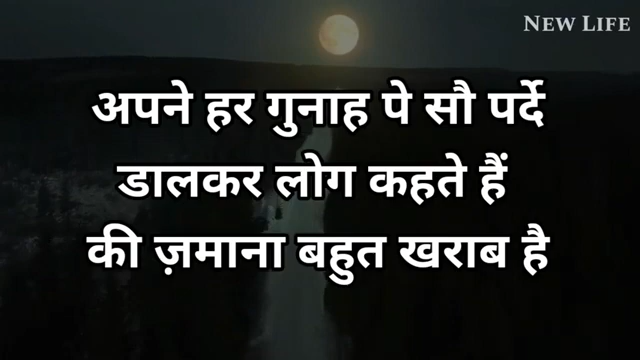 NEW LIFE
अपने हर गुनाह पे सौ पर्दे
डालकर लोग कहते हैं
की ज़माना बहुत खराब है